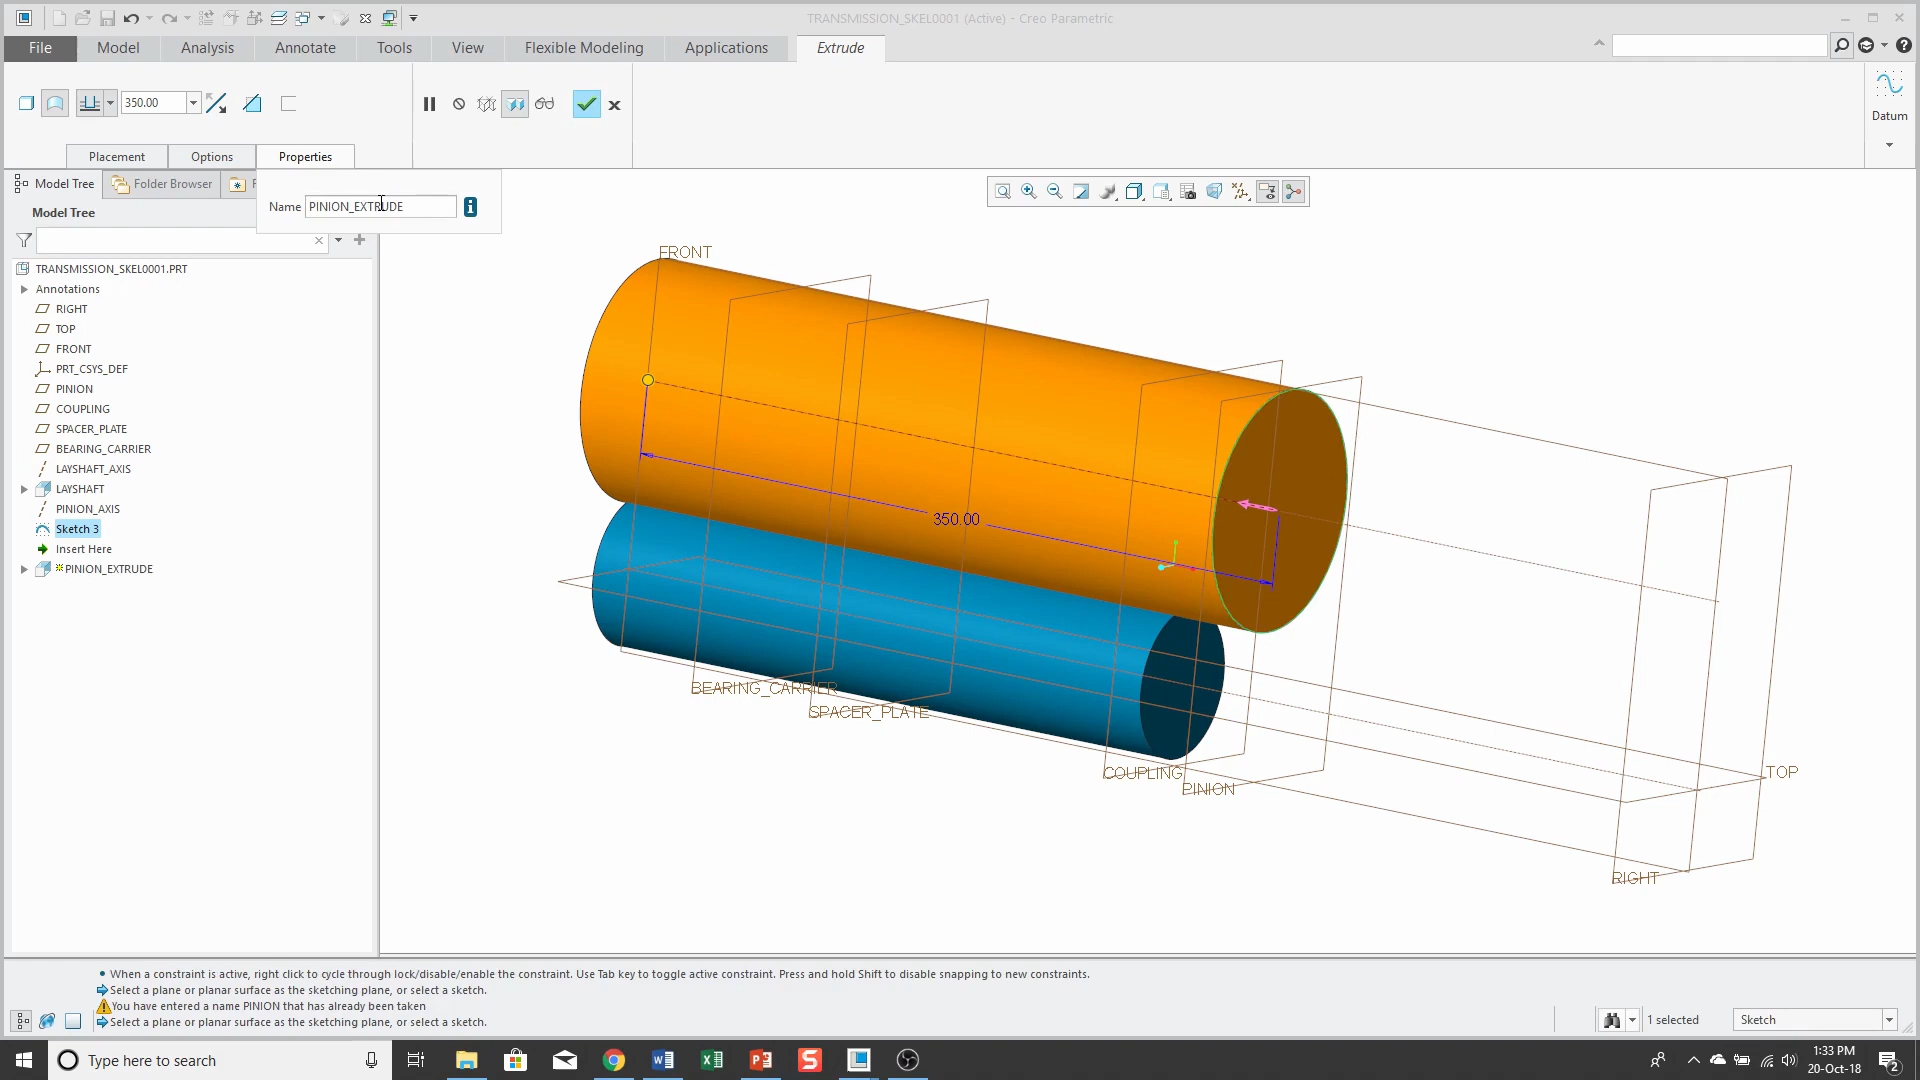 TRANSMISSION_SKEL0001 (Active) - Creo Parametric
File Model Analysis Annotate Tools View Flexible Modeling Applications Extrude
350.00
Datum
Placement Options Properties
Model Tree Folder Browser
Name PINION_EXTRUDE
Model Tree
TRANSMISSION_SKEL0001.PRT
Annotations
RIGHT
TOP
FRONT
PRT_CSYS_DEF
PINION
COUPLING
SPACER_PLATE
BEARING_CARRIER
LAYSHAFT_AXIS
LAYSHAFT
PINION_AXIS
Sketch 3
Insert Here
PINION_EXTRUDE
FRONT
350.00
BEARING_CARRIER
SPACER_PLATE
COUPLING
PINION
TOP
RIGHT
When a constraint is active, right click to cycle through lock/disable/enable the constraint. Use Tab key to toggle active constraint. Press and hold Shift to disable snapping to new constraints.
Select a plane or planar surface as the sketching plane, or select a sketch.
You have entered a name PINION that has already been taken
Select a plane or planar surface as the sketching plane, or select a sketch.
1 selected
Sketch
Type here to search
1:33 PM
20-Oct-18
2